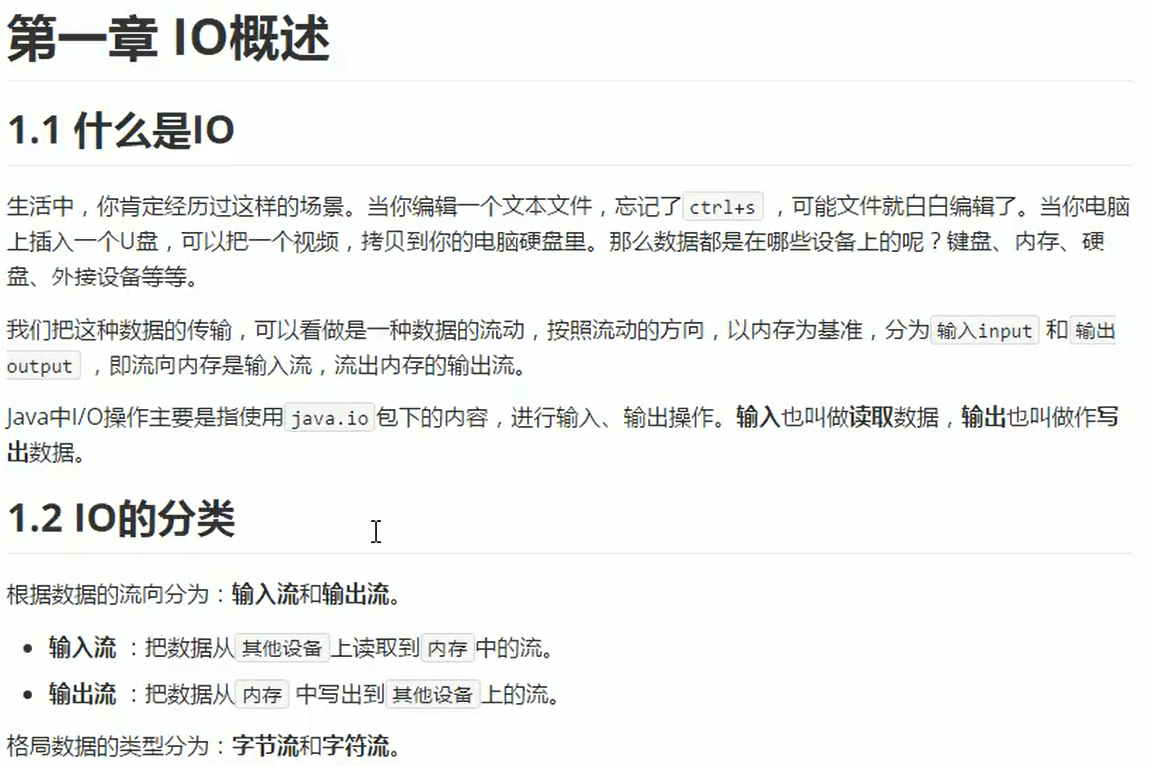 第一章 IO概述
1.1 什么是IO
生活中，你肯定经历过这样的场景。当你编辑一个文本文件，忘记了 ctrl+s ，可能文件就白白编辑了。当你电脑
上插入一个U盘，可以把一个视频，拷贝到你的电脑硬盘里。那么数据都是在哪些设备上的呢？键盘、内存、硬
盘、外接设备等等。
我们把这种数据的传输，可以看做是一种数据的流动，按照流动的方向，以内存为基准，分为 输入input 和 输出
output ，即流向内存是输入流，流出内存的输出流。
Java中I/O操作主要是指使用 java.io 包下的内容，进行输入、输出操作。输入也叫做读取数据，输出也叫做作写
出数据。
1.2 IO的分类
根据数据的流向分为：输入流和输出流。
• 输入流 ：把数据从 其他设备 上读取到 内存 中的流。
• 输出流 ：把数据从 内存 中写出到 其他设备 上的流。
格局数据的类型分为：字节流和字符流。